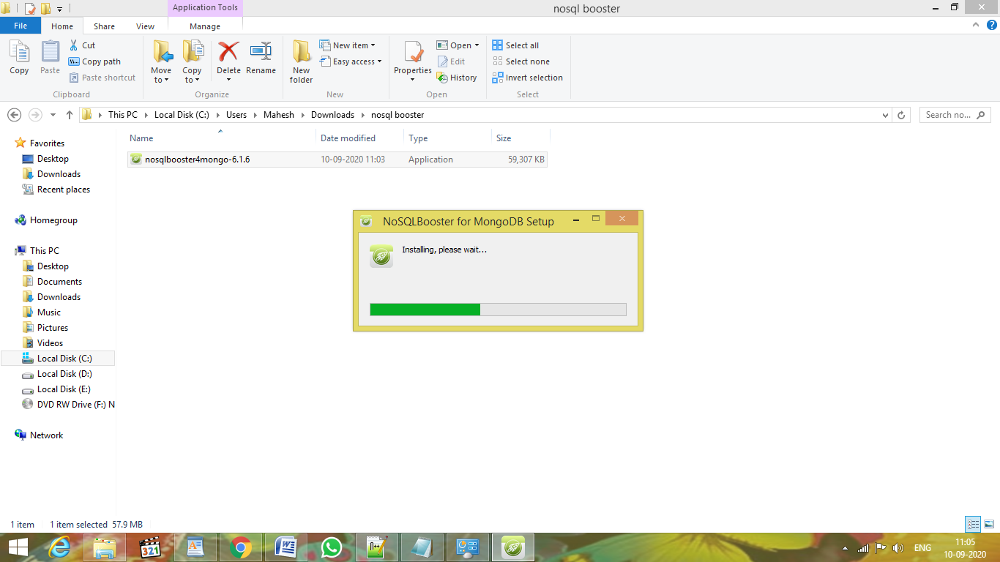 Application Tools
nosql booster
File Home Share View Manage
Copy
Paste
Cut
Copy path
Paste shortcut
Clipboard
Move to
Copy to
Delete
Rename
Organize
New folder
New item
Easy access
New
Properties
Open
Edit
History
Open
Select all
Select none
Invert selection
Select
This PC Local Disk (C:) Users Mahesh Downloads nosql booster
Search no...
Name Date modified Type Size
nosqlbooster4mongo-6.1.6 10-09-2020 11:03 Application 59,307 KB
Favorites
Desktop
Downloads
Recent places
Homegroup
This PC
Desktop
Documents
Downloads
Music
Pictures
Videos
Local Disk (C:)
Local Disk (D:)
Local Disk (E:)
DVD RW Drive (F:) N
Network
NoSQLBooster for MongoDB Setup
Installing, please wait...
1 item 1 item selected 57.9 MB
321
ENG
11:05
10-09-2020